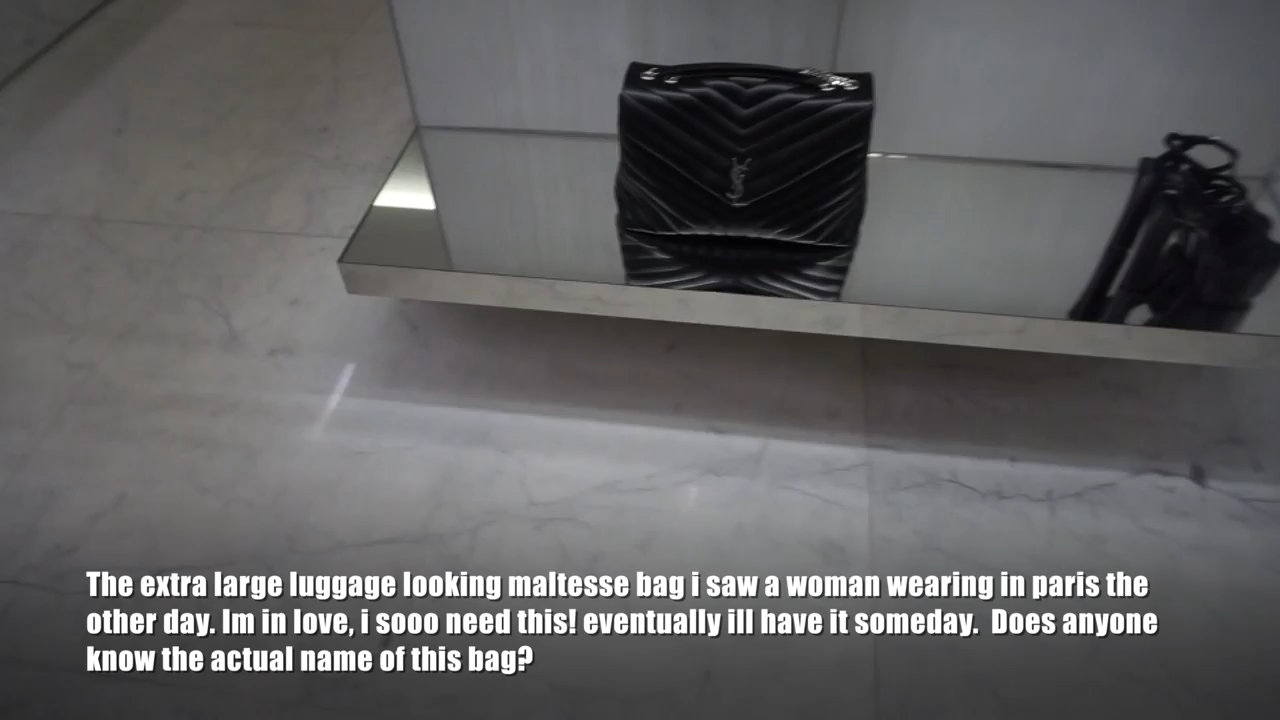 YSL
The extra large luggage looking maltesse bag i saw a woman wearing in paris the
other day. Im in love, i sooo need this! eventually ill have it someday.  Does anyone
know the actual name of this bag?